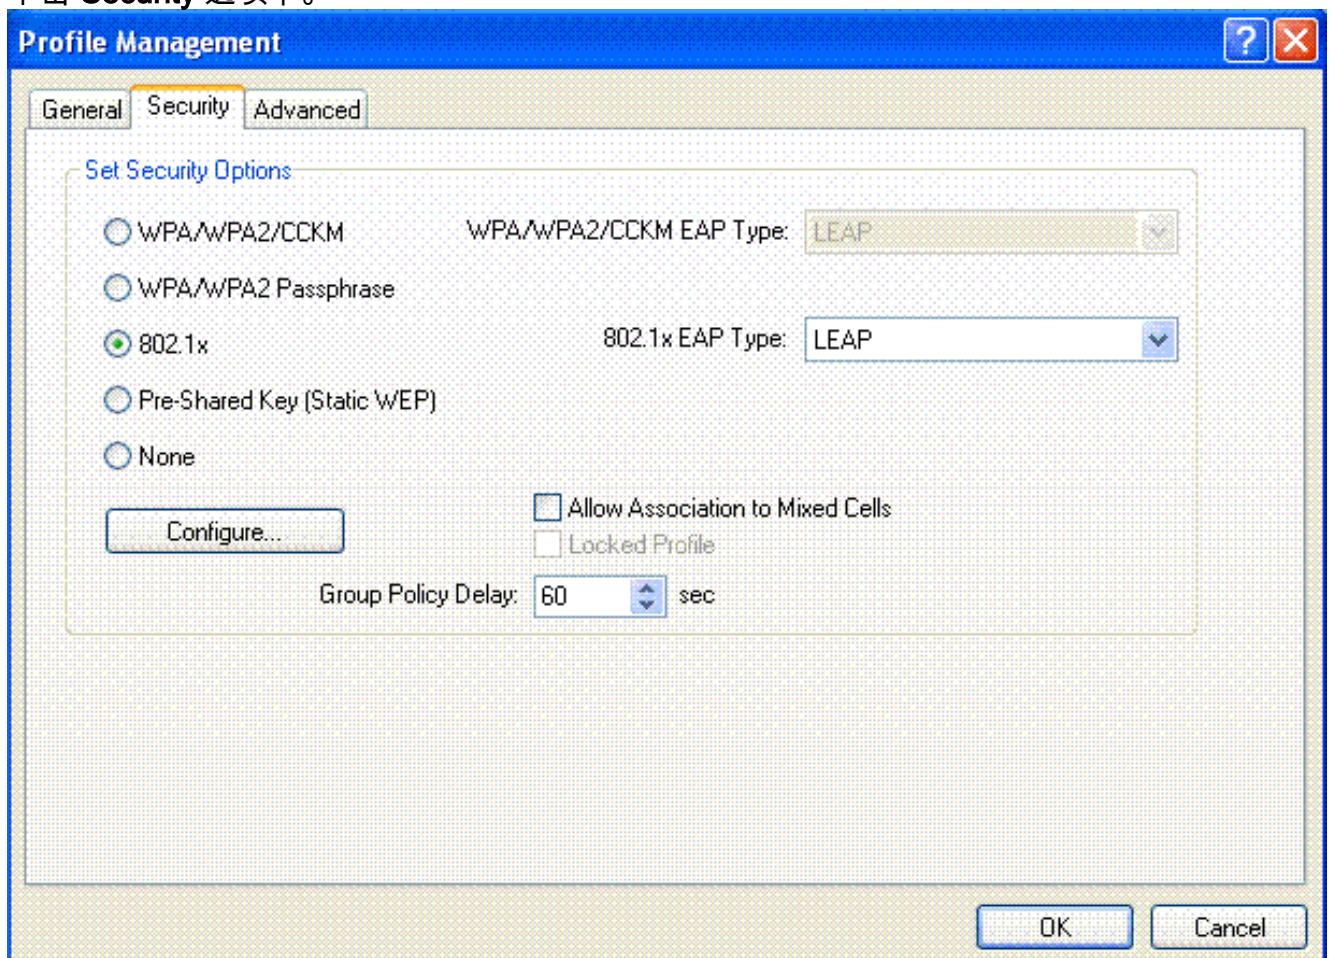 Security
Profile Management
General Security Advanced
Set Security Options
WPA/WPA2/CCKM WPA/WPA2/CCKM EAP Type: LEAP
WPA/WPA2 Passphrase
802.1x 802.1x EAP Type: LEAP
Pre-Shared Key (Static WEP)
None
Allow Association to Mixed Cells
Configure...
Locked Profile
Group Policy Delay: 60 sec
OK Cancel